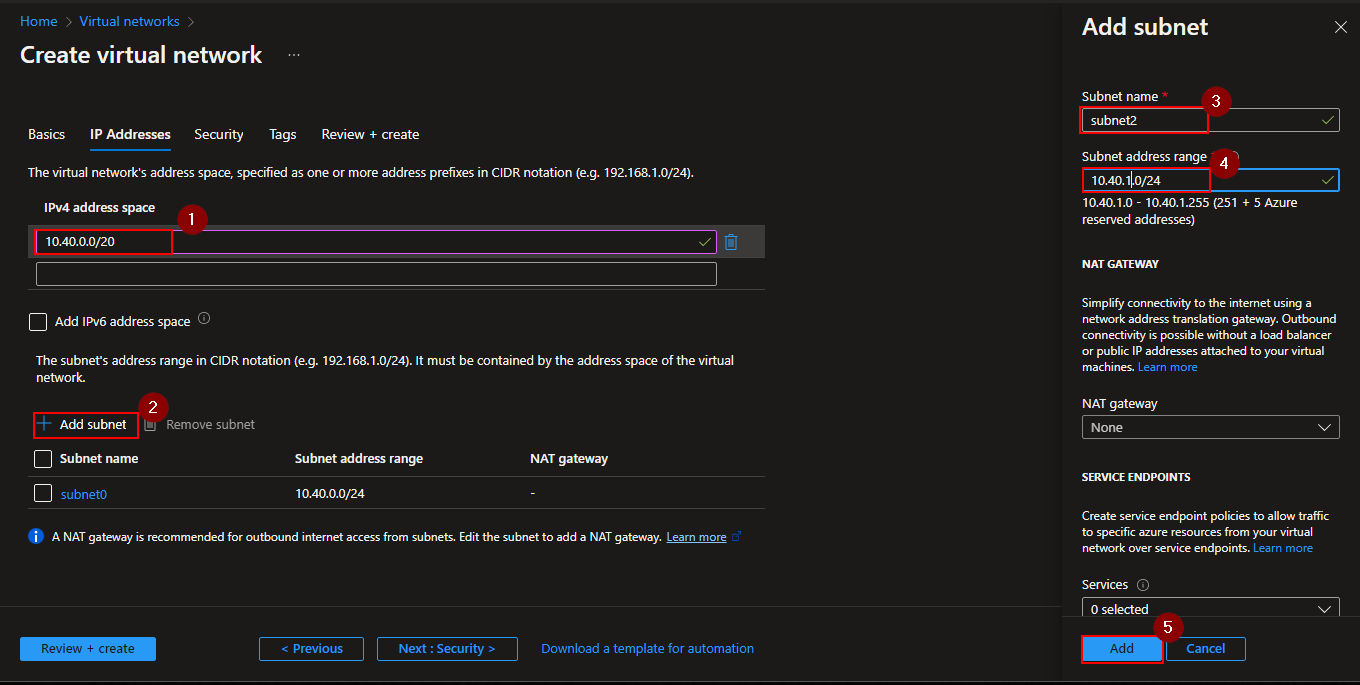 Home > Virtual networks >
Create virtual network ...
Basics IP Addresses Security Tags Review + create
The virtual network's address space, specified as one or more address prefixes in CIDR notation (e.g. 192.168.1.0/24).
IPv4 address space
1
10.40.0.0/20
Add IPv6 address space
The subnet's address range in CIDR notation (e.g. 192.168.1.0/24). It must be contained by the address space of the virtual
network.
2
+ Add subnet Remove subnet
Subnet name Subnet address range NAT gateway
subnet0 10.40.0.0/24 -
A NAT gateway is recommended for outbound internet access from subnets. Edit the subnet to add a NAT gateway. Learn more
Review + create < Previous Next : Security > Download a template for automation
Add subnet
Subnet name *
3
subnet2
Subnet address range
4
10.40.1.0/24
10.40.1.0 - 10.40.1.255 (251 + 5 Azure
reserved addresses)
NAT GATEWAY
Simplify connectivity to the internet using a
network address translation gateway. Outbound
connectivity is possible without a load balancer
or public IP addresses attached to your virtual
machines. Learn more
NAT gateway
None
SERVICE ENDPOINTS
Create service endpoint policies to allow traffic
to specific azure resources from your virtual
network over service endpoints. Learn more
Services
0 selected
5
Add Cancel